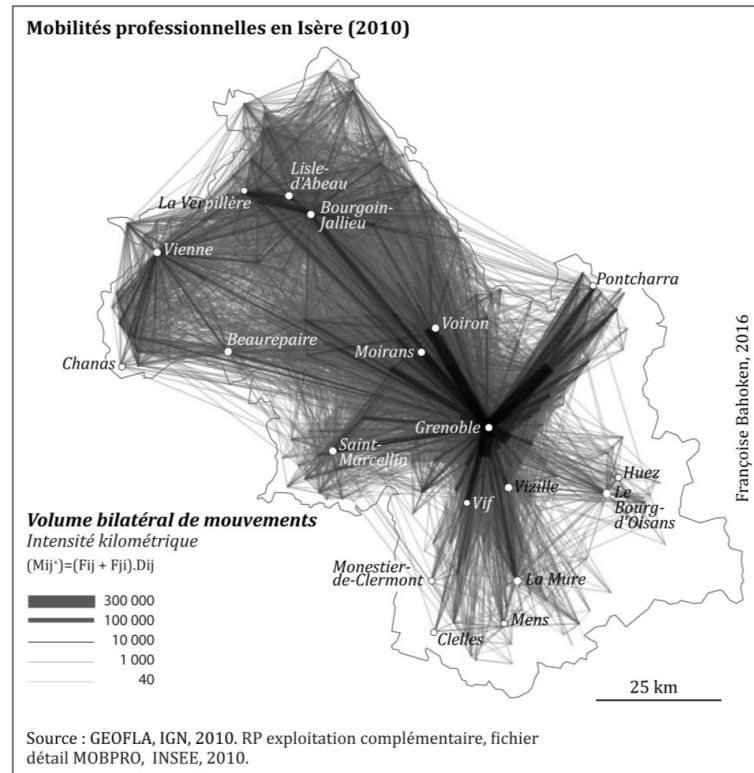 Mobilités professionnelles en Isère (2010)
Lisle-
d'Abeau
La Verpillère
Bourgoin-
Jallieu
Vienne
Pontcharra
Voiron
Beaurepaire
Moirans
Chanas
Grenoble
Saint-
Marcellin
Huez
Vizille
Le
Bourg-
d'Oisans
Vif
Monestier-
de-Clermont
La Mure
Mens
Clelles
Françoise Bahoken, 2016
Volume bilatéral de mouvements
Intensité kilométrique
(Mij⁺)=(Fij + Fji).Dij
300 000
100 000
10 000
1 000
40
25 km
Source : GEOFLA, IGN, 2010. RP exploitation complémentaire, fichier
détail MOBPRO, INSEE, 2010.